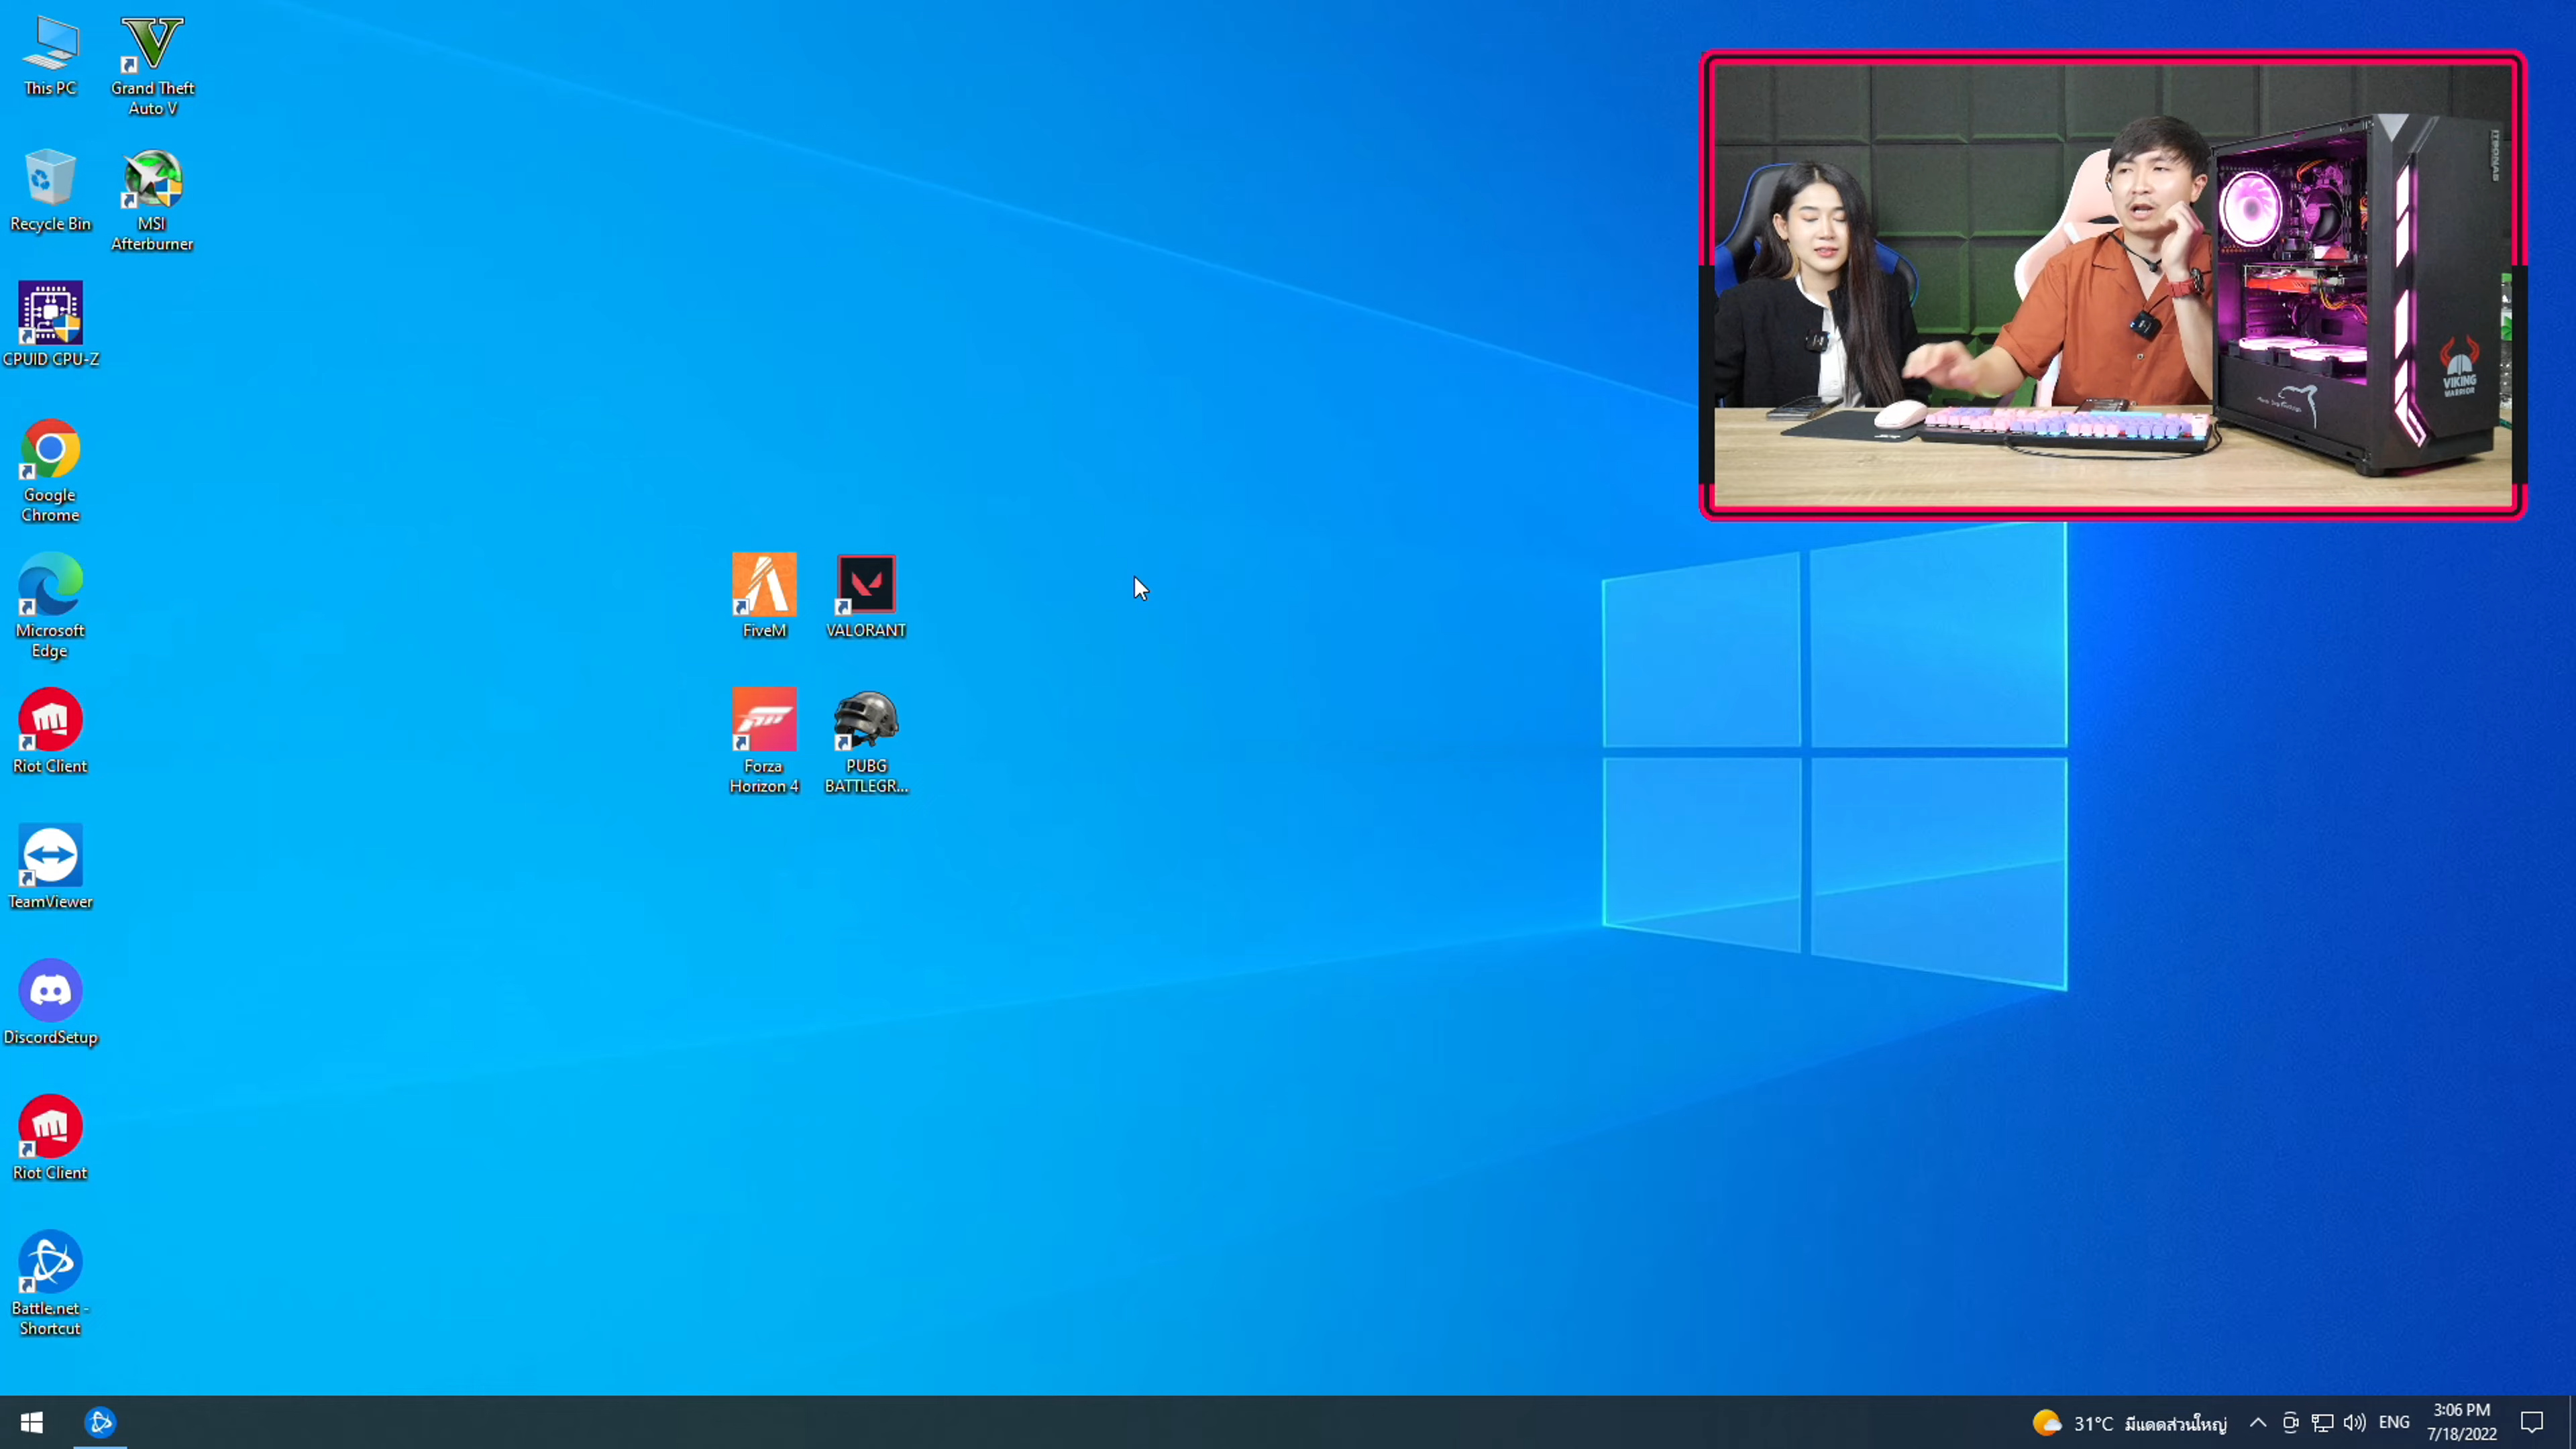 This PC
Grand Theft
Auto V
Recycle Bin
MSI
Afterburner
CPUID CPU-Z
Google
Chrome
Microsoft
Edge
Riot Client
TeamViewer
DiscordSetup
Riot Client
Battle.net -
Shortcut
FiveM
VALORANT
Forza
Horizon 4
PUBG
BATTLEGR...
ITSONAS
VIKING
WARRIOR
31°C มีแดดส่วนใหญ่
ENG
3:06 PM
7/18/2022